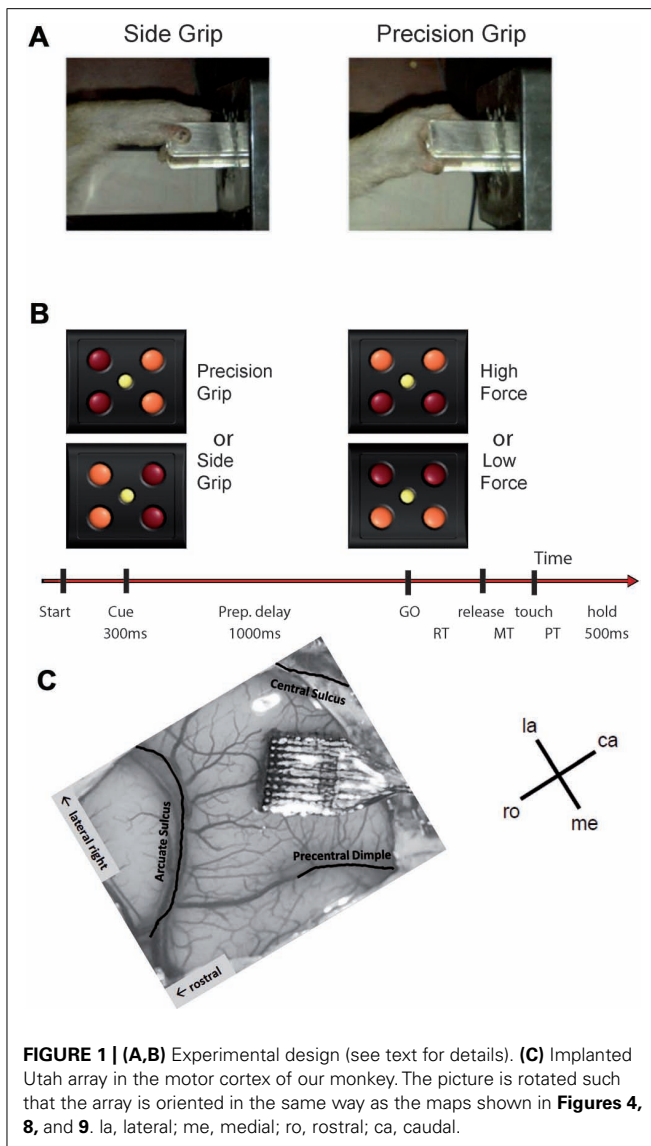 A
Side Grip
Precision Grip
B
Precision
Grip
or
Side
Grip
High
Force
or
Low
Force
Time
Start
Cue
300ms
Prep. delay
1000ms
GO
RT
release
MT
touch
PT
hold
500ms
C
Central Sulcus
← lateral right
Arcuate Sulcus
Precentral Dimple
← rostral
la
ca
ro
me
FIGURE 1 | (A,B) Experimental design (see text for details). (C) Implanted
Utah array in the motor cortex of our monkey. The picture is rotated such
that the array is oriented in the same way as the maps shown in Figures 4,
8, and 9. la, lateral; me, medial; ro, rostral; ca, caudal.